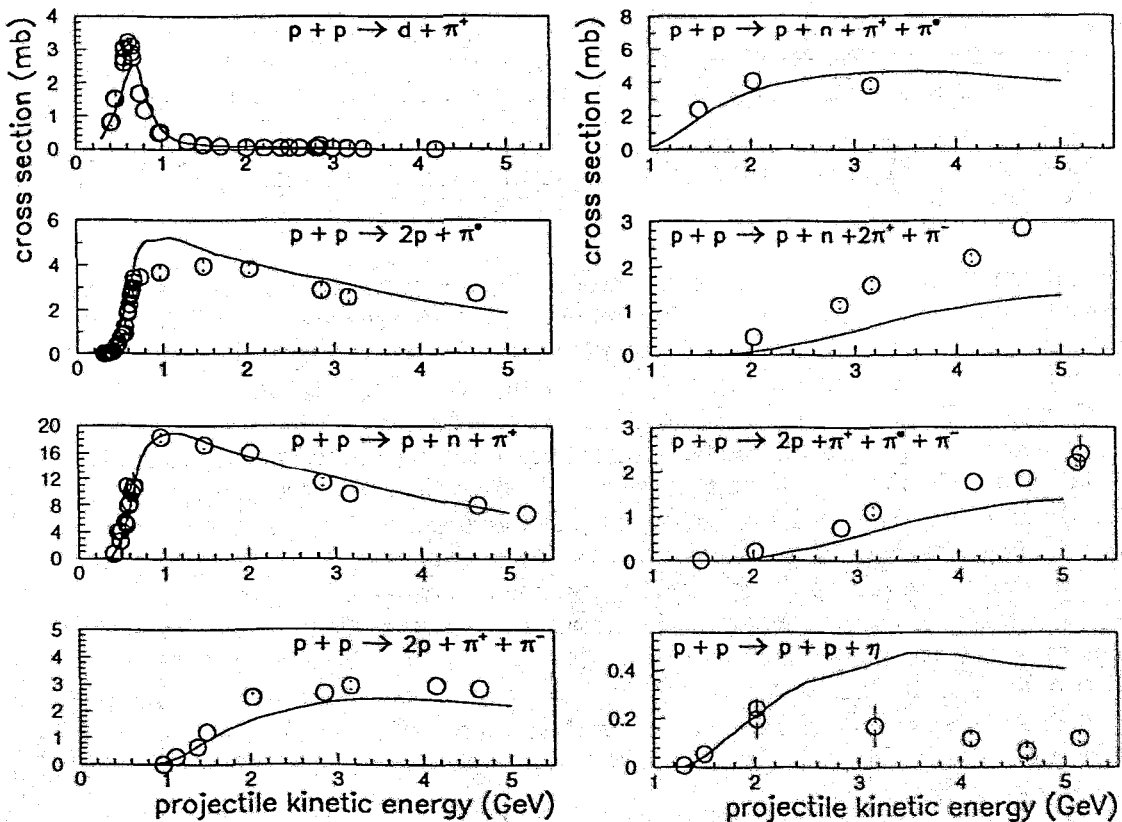 cross section (mb)
p + p → d + π⁺
4
3
2
1
0
0 1 2 3 4 5
p + p → 2p + π°
6
4
2
0
0 1 2 3 4 5
p + p → p + n + π⁺
20
16
12
8
4
0
0 1 2 3 4 5
p + p → 2p + π⁺ + π⁻
5
4
3
2
1
0
0 1 2 3 4 5
projectile kinetic energy (GeV)
cross section (mb)
p + p → p + n + π⁺ + π°
8
6
4
2
0
1 2 3 4 5
p + p → p + n + 2π⁺ + π⁻
3
2
1
0
1 2 3 4 5
p + p → 2p + π⁺ + π° + π⁻
3
2
1
0
1 2 3 4 5
p + p → p + p + η
0.4
0.2
0
1 2 3 4 5
projectile kinetic energy (GeV)